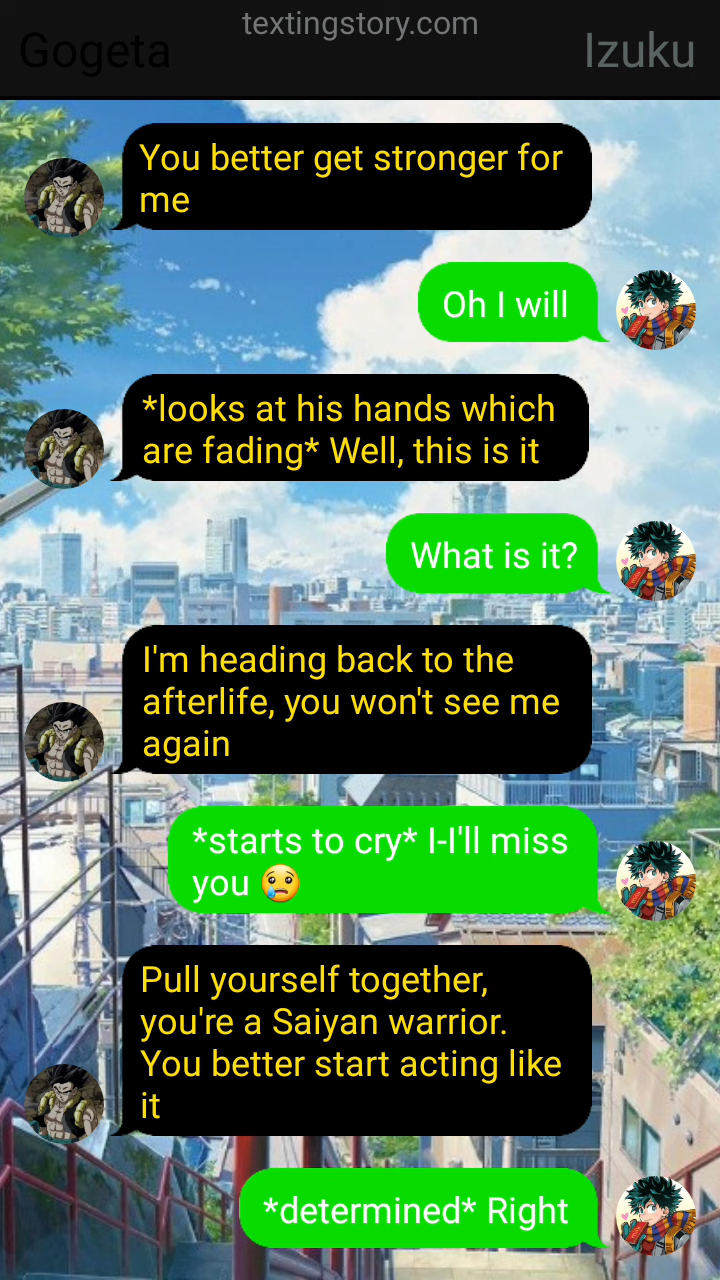 textingstory.com
Gogeta
Izuku
You better get stronger for
me
Oh I will
*looks at his hands which
are fading* Well, this is it
What is it?
I'm heading back to the
afterlife, you won't see me
again
*starts to cry* I-I'll miss
you 😢
Pull yourself together,
you're a Saiyan warrior.
You better start acting like
it
*determined* Right